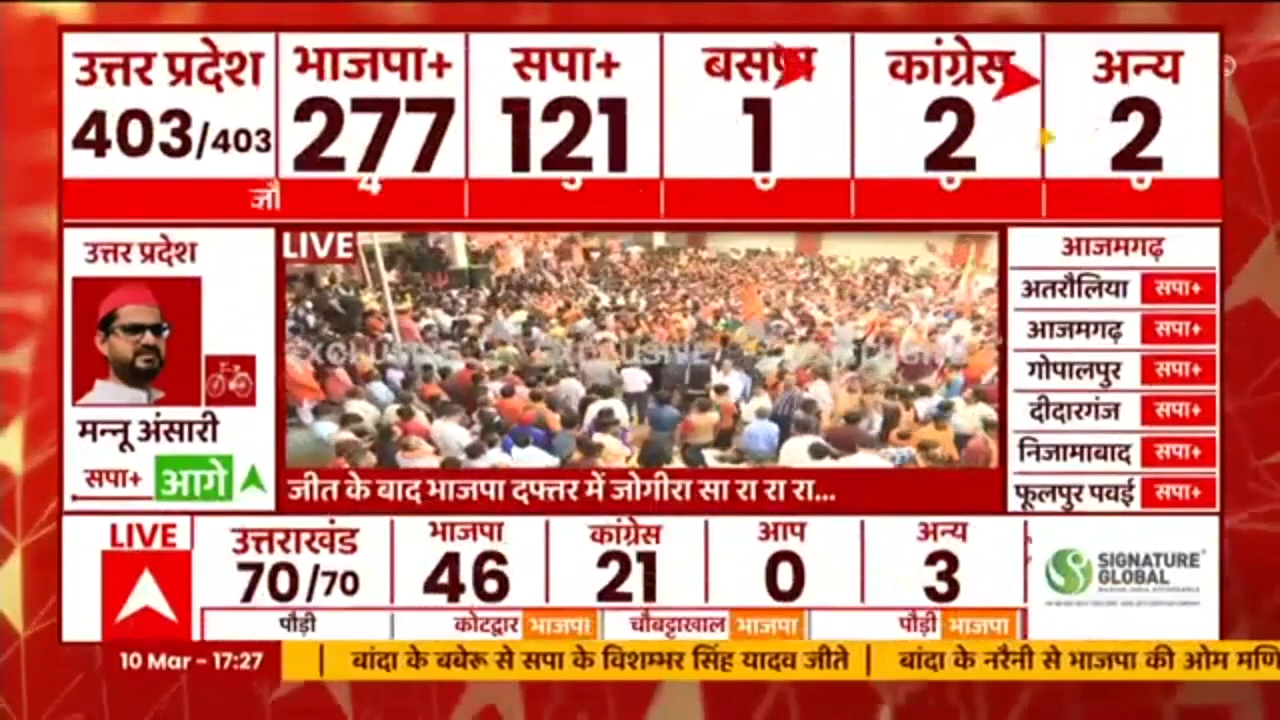 उत्तर प्रदेश
403/403
भाजपा+
277
सपा+
121
बसपा
1
कांग्रेस
2
अन्य
2
उत्तर प्रदेश
मन्नू अंसारी
सपा+ आगे
LIVE
EXCLUSIVE
जीत के बाद भाजपा दफ्तर में जोगीरा सा रा रा रा...
आजमगढ़
अतरौलिया सपा+
आजमगढ़ सपा+
गोपालपुर सपा+
दीदारगंज सपा+
निजामाबाद सपा+
फूलपुर पवई सपा+
LIVE
उत्तराखंड
70/70
भाजपा
46
कांग्रेस
21
आप
0
अन्य
3
पौड़ी
कोटद्वार भाजपा
चौबट्टाखाल भाजपा
पौड़ी भाजपा
SIGNATURE
GLOBAL
10 Mar - 17:27
बांदा के बबेरू से सपा के विशम्भर सिंह यादव जीते | बांदा के नरैनी से भाजपा की ओम मणि